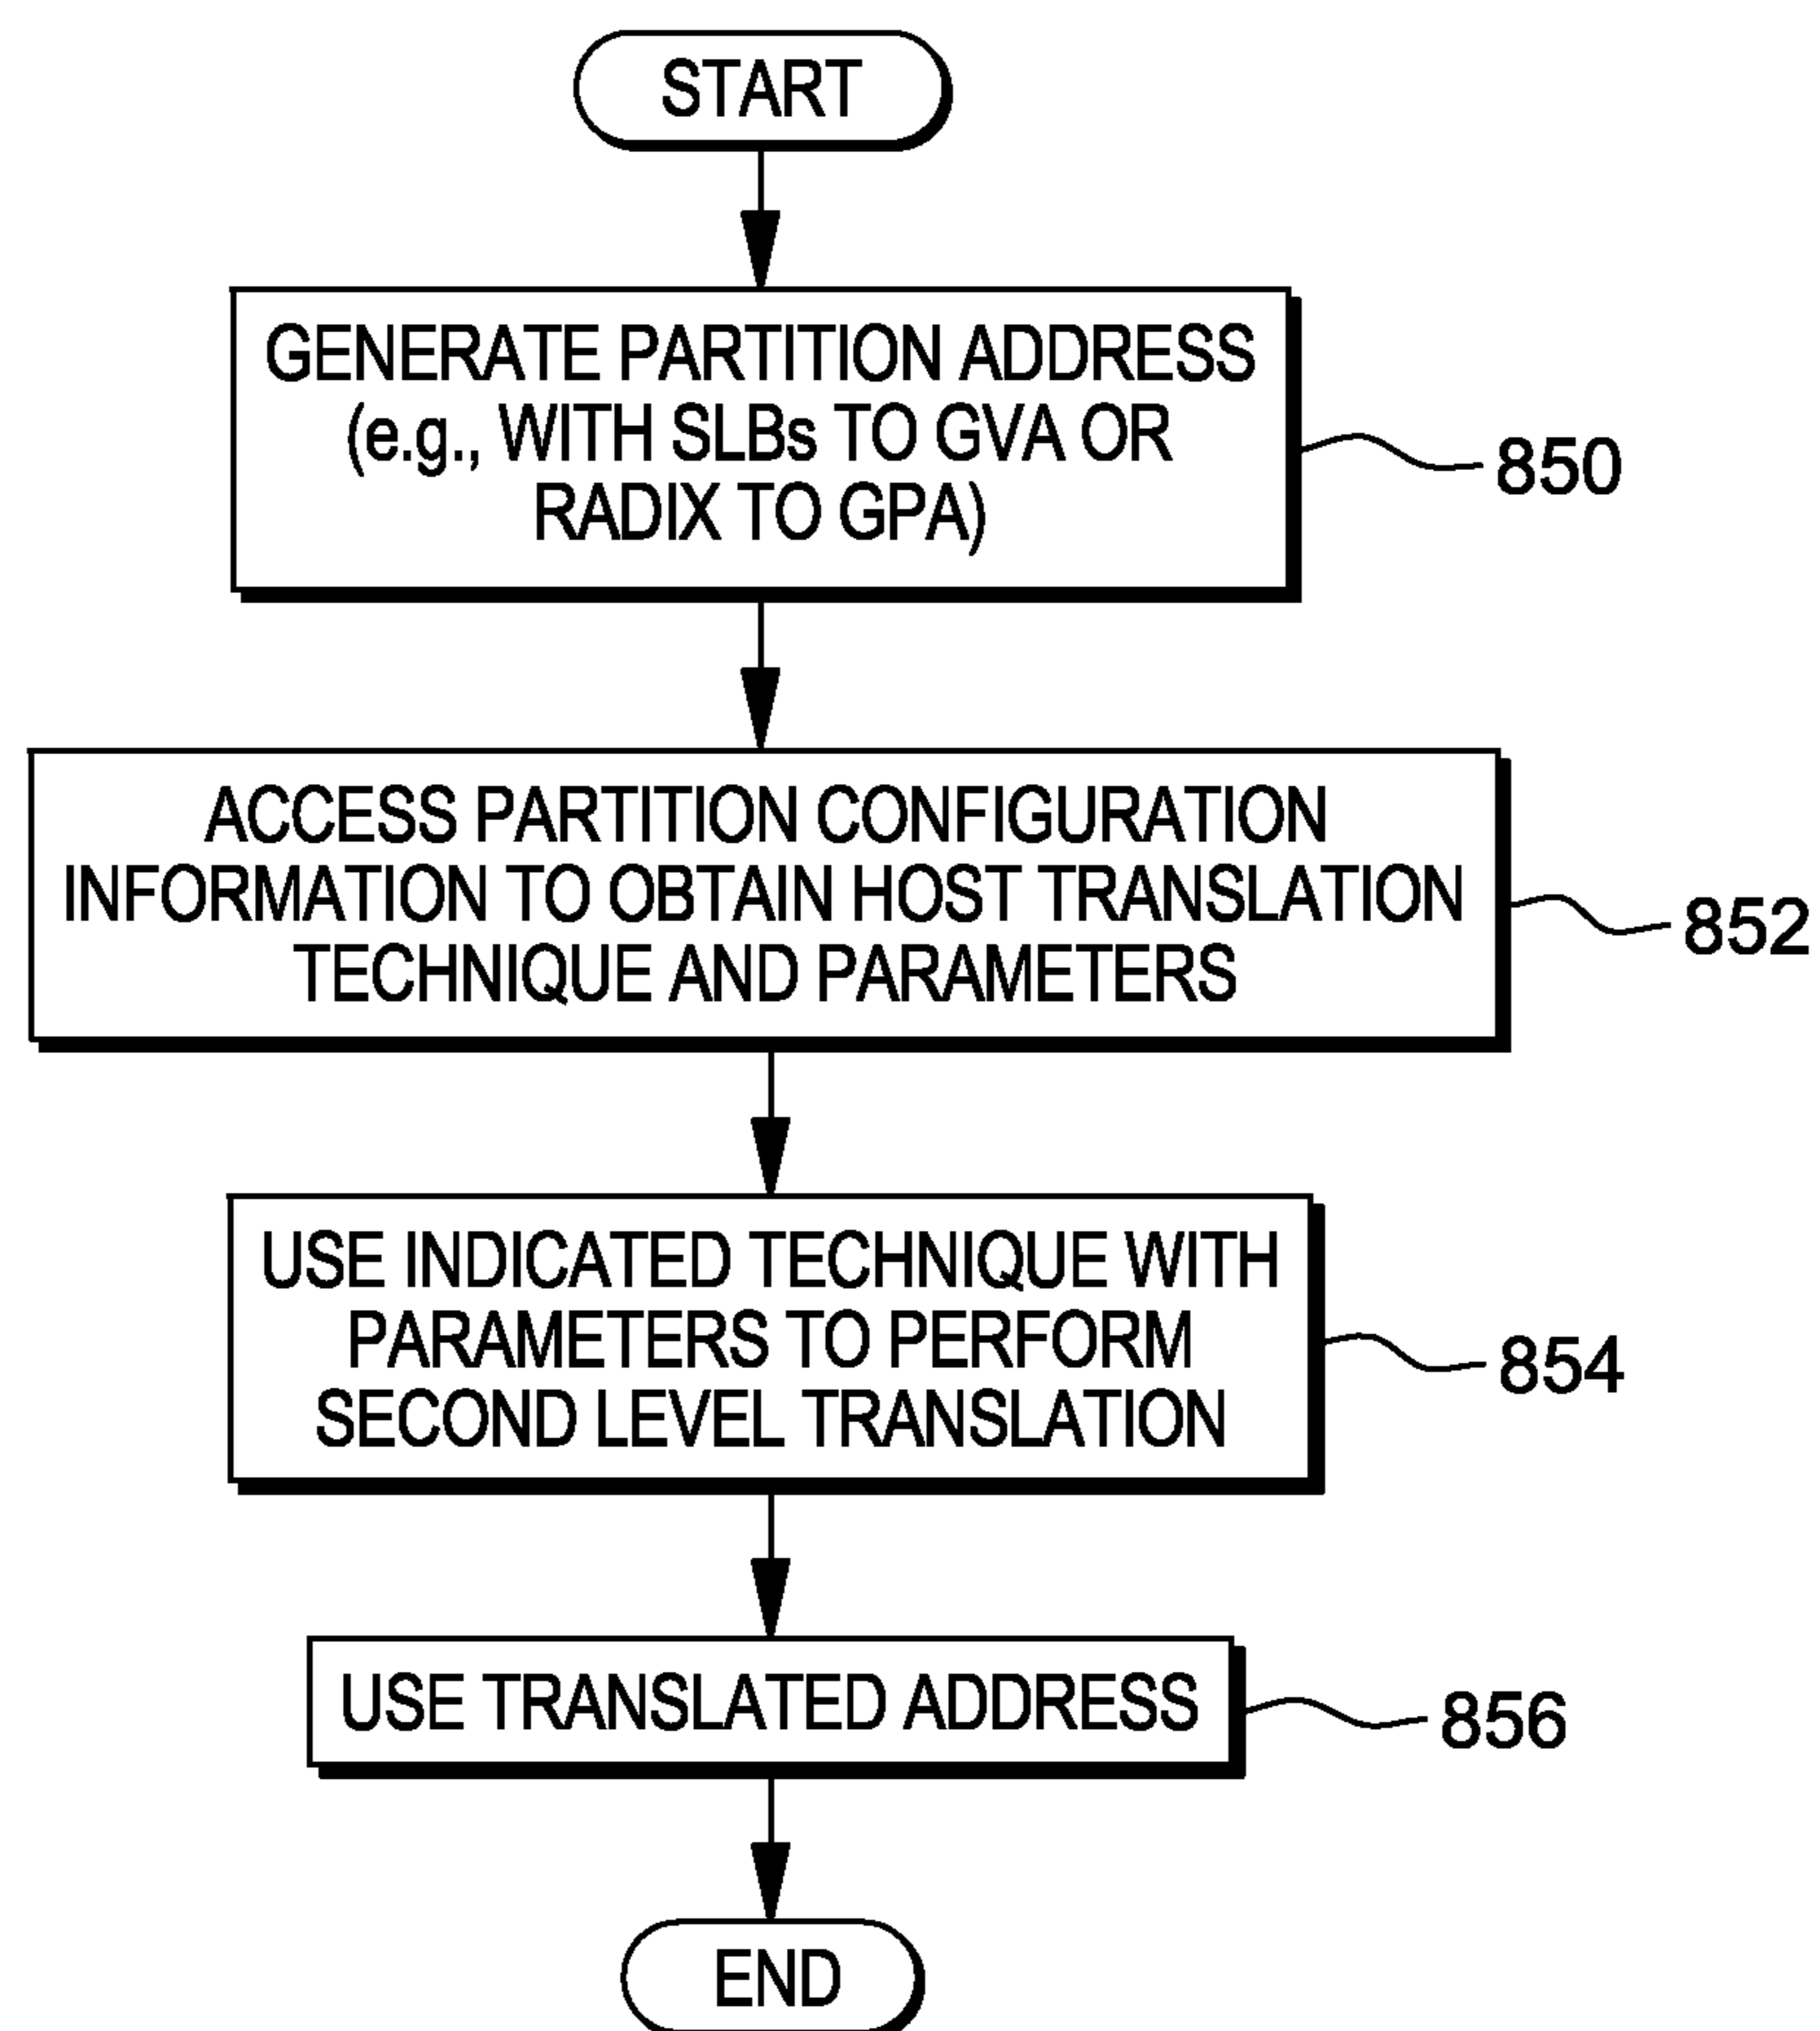 START
GENERATE PARTITION ADDRESS
(e.g., WITH SLBs TO GVA OR
RADIX TO GPA)
850
ACCESS PARTITION CONFIGURATION
INFORMATION TO OBTAIN HOST TRANSLATION
TECHNIQUE AND PARAMETERS
852
USE INDICATED TECHNIQUE WITH
PARAMETERS TO PERFORM
SECOND LEVEL TRANSLATION
854
USE TRANSLATED ADDRESS
856
END